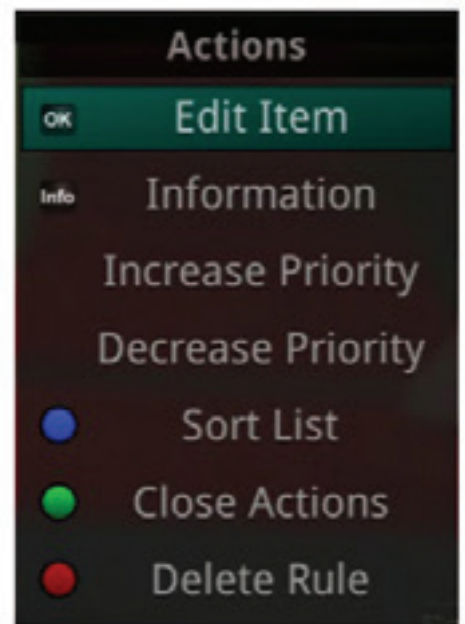 Actions
OK Edit Item
Info Information
Increase Priority
Decrease Priority
Sort List
Close Actions
Delete Rule